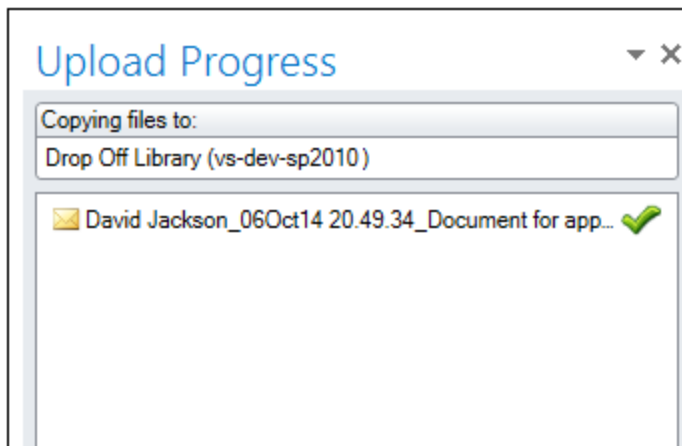 Upload Progress
Copying files to:
Drop Off Library (vs-dev-sp2010)
David Jackson_06Oct14 20.49.34_Document for app...